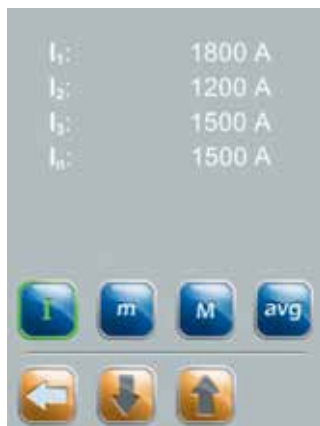 I₁: 1800 A
I₂: 1200 A
I₃: 1500 A
Iₙ: 1500 A
I m M avg